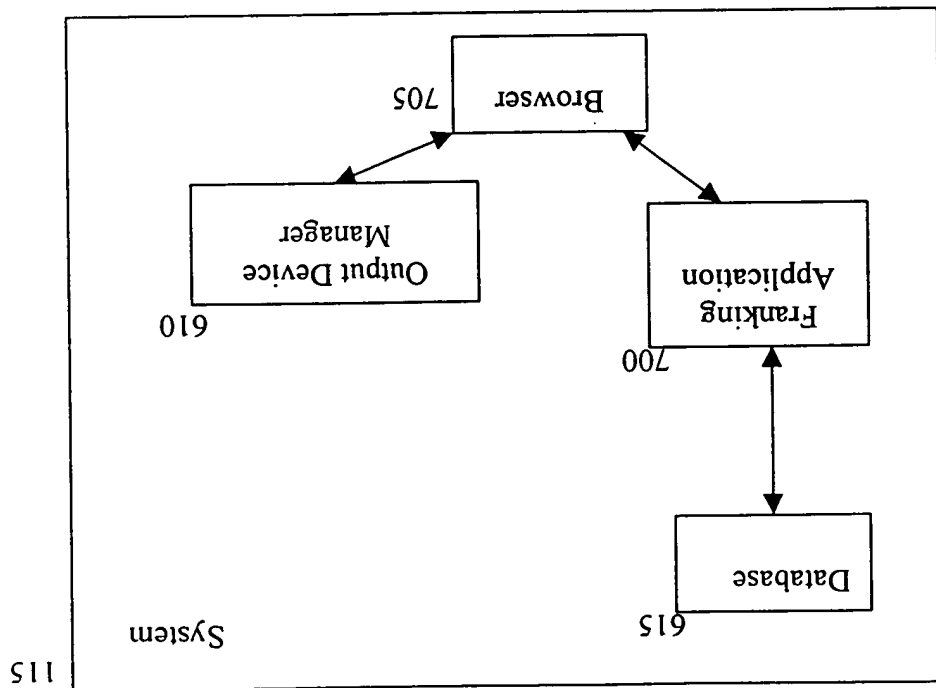 115
System
615
Database
700
Franking
Application
610
Output Device
Manager
705
Browser